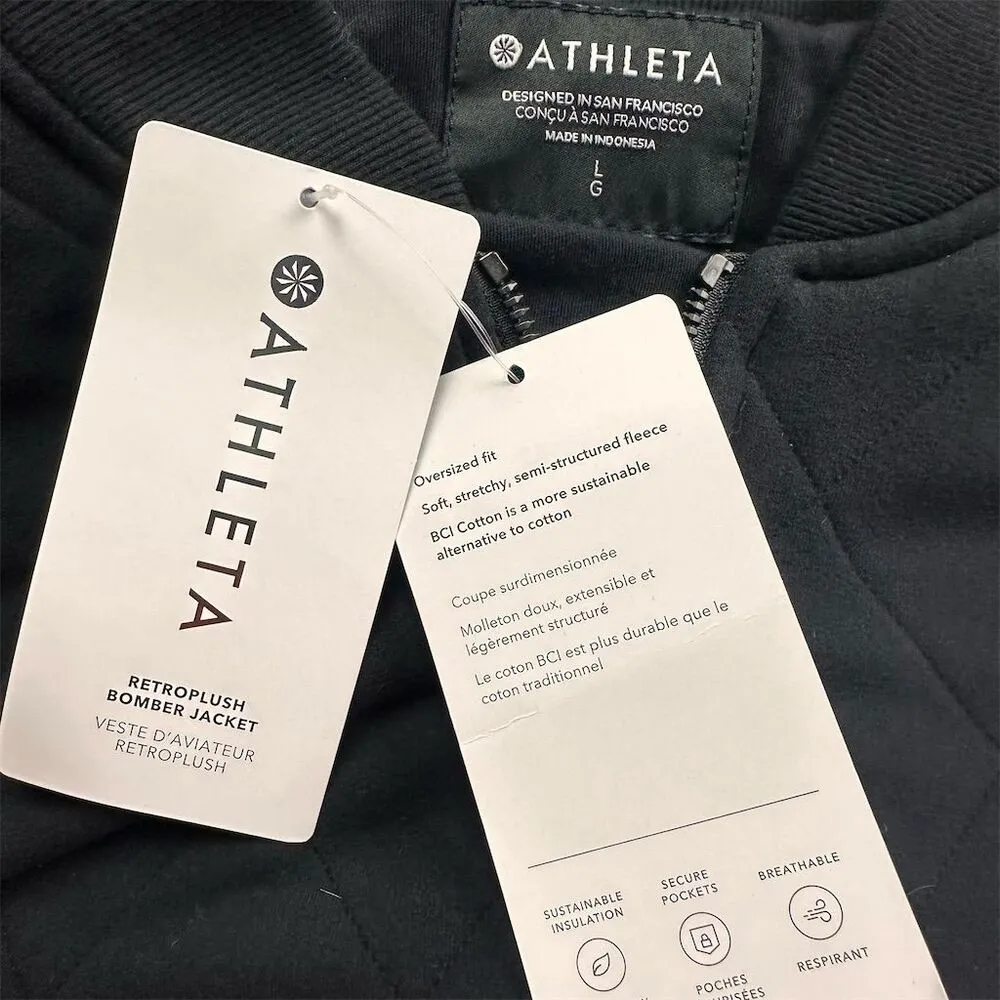 ATHLETA
DESIGNED IN SAN FRANCISCO
CONÇU À SAN FRANCISCO
MADE IN INDONESIA
L
G
ATHLETA
RETROPLUSH
BOMBER JACKET
VESTE D'AVIATEUR
RETROPLUSH
Oversized fit
Soft, stretchy, semi-structured fleece
BCI Cotton is a more sustainable
alternative to cotton
Coupe surdimensionnée
Molleton doux, extensible et
légèrement structuré
Le coton BCI est plus durable que le
coton traditionnel
SUSTAINABLE
INSULATION
SECURE
POCKETS
BREATHABLE
POCHES
RESPIRANT